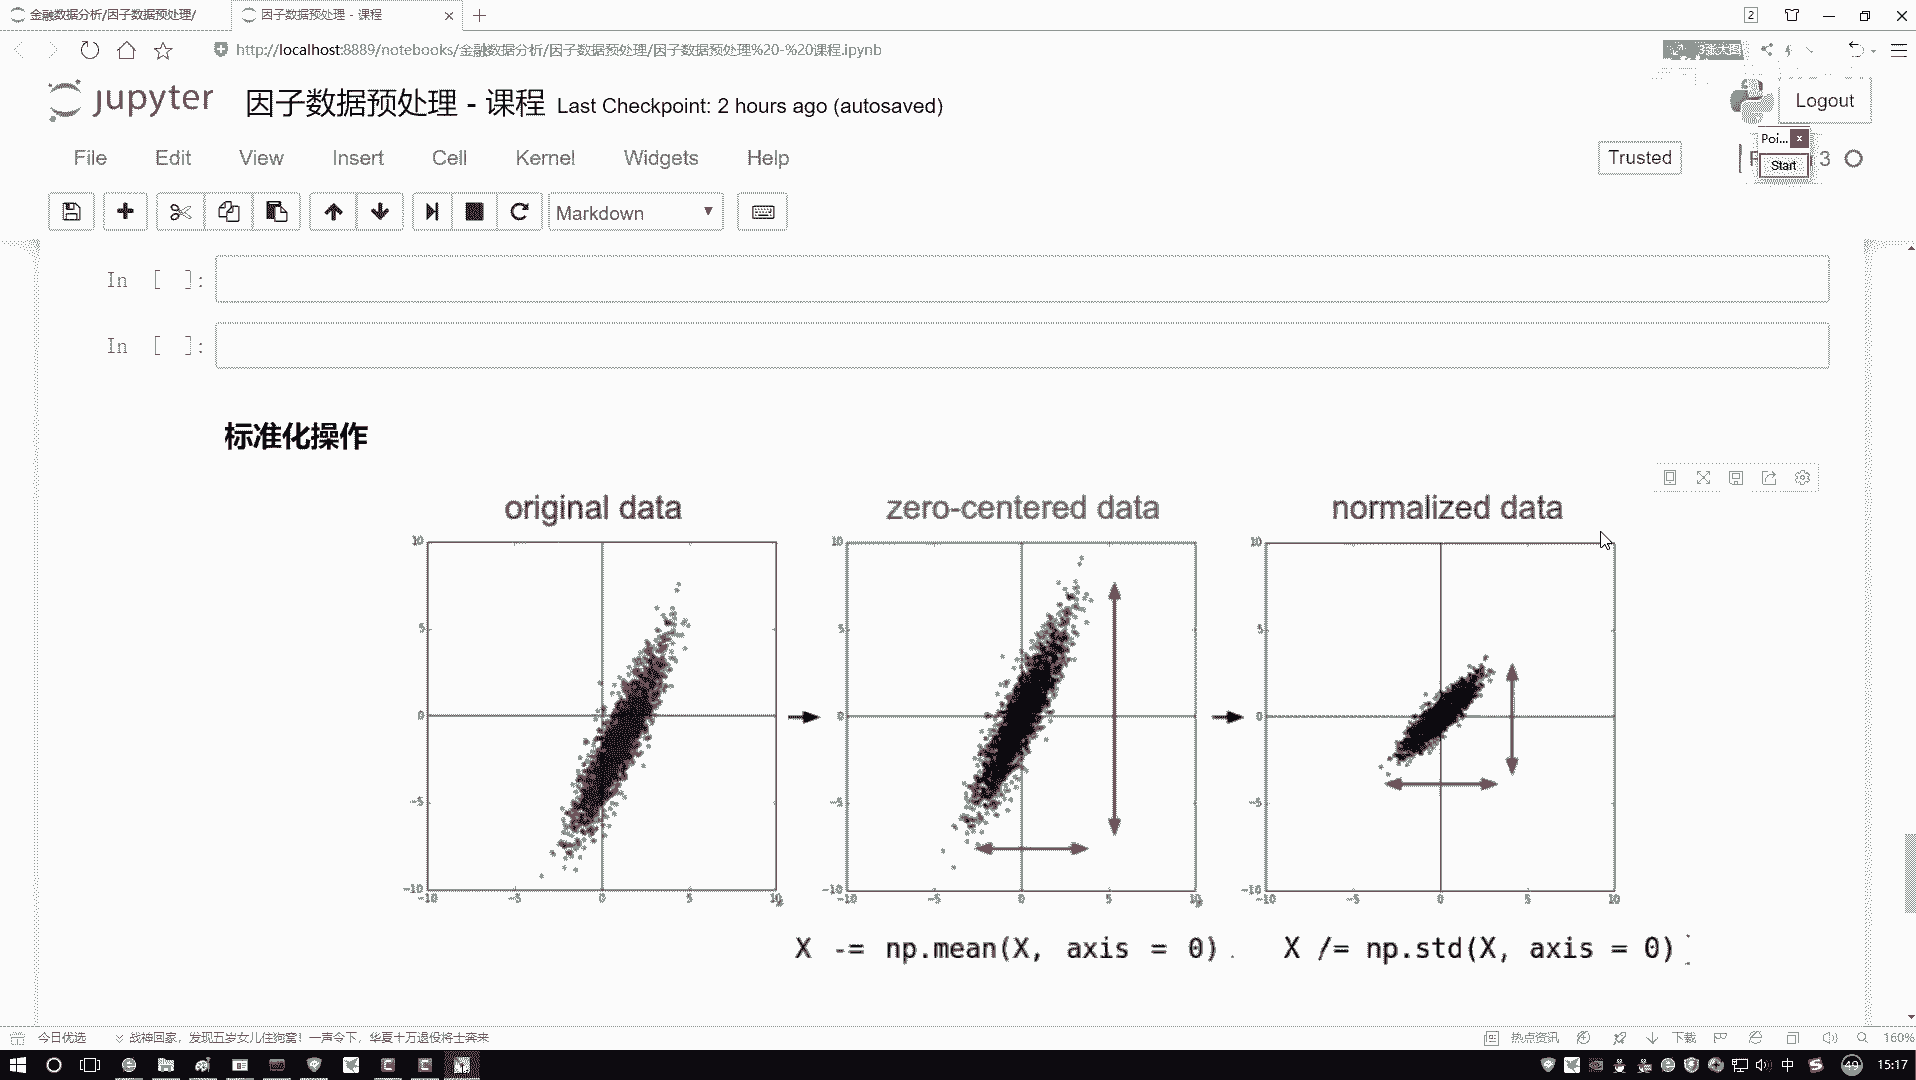 金融数据分析/因子数据预处理/
因子数据预处理 - 课程
2
http://localhost:8889/notebooks/金融数据分析/因子数据预处理/因子数据预处理%20-%20课程.ipynb
3张大图
jupyter
因子数据预处理 - 课程 Last Checkpoint: 2 hours ago (autosaved)
Logout
File Edit View Insert Cell Kernel Widgets Help
Trusted
Poi...
Start
3
Markdown
In [ ]:
In [ ]:
标准化操作
original data
zero-centered data
normalized data
10 5 0 -5 -10
-10 -5 0 5 10
10 5 0 -5 -10
-10 -5 0 5 10
10 5 0 -5 -10
-10 -5 0 5 10
X -= np.mean(X, axis = 0)
X /= np.std(X, axis = 0)
今日优选
战神回家，发现五岁女儿住狗窝！一声令下，华夏十万退役将士奔来
热点资讯
下载
160%
中
49
15:17